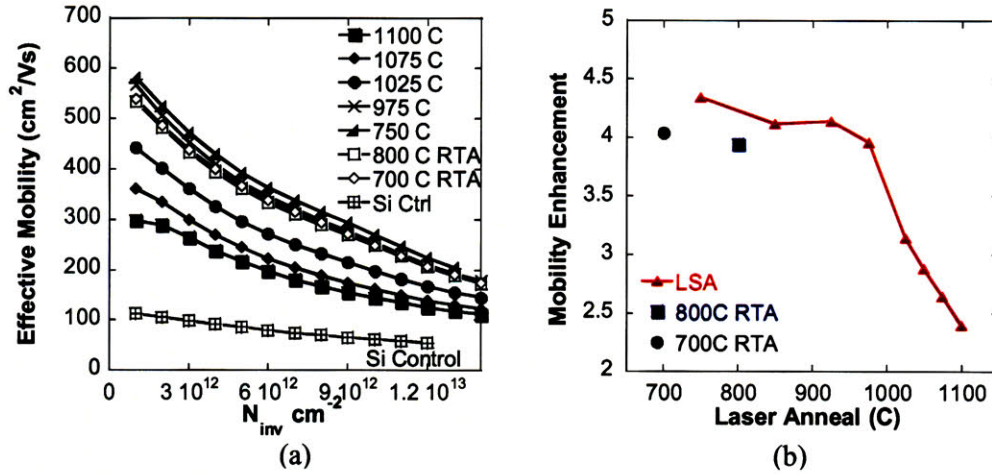 700
600
500
400
300
200
100
0
Effective Mobility (cm²/Vs)
1100 C
1075 C
1025 C
975 C
750 C
800 C RTA
700 C RTA
Si Ctrl
Si Control
0 3 10¹² 6 10¹² 9 10¹² 1.2 10¹³
N_inv cm⁻²
(a)
5
4.5
4
3.5
3
2.5
2
Mobility Enhancement
LSA
800C RTA
700C RTA
700 800 900 1000 1100
Laser Anneal (C)
(b)